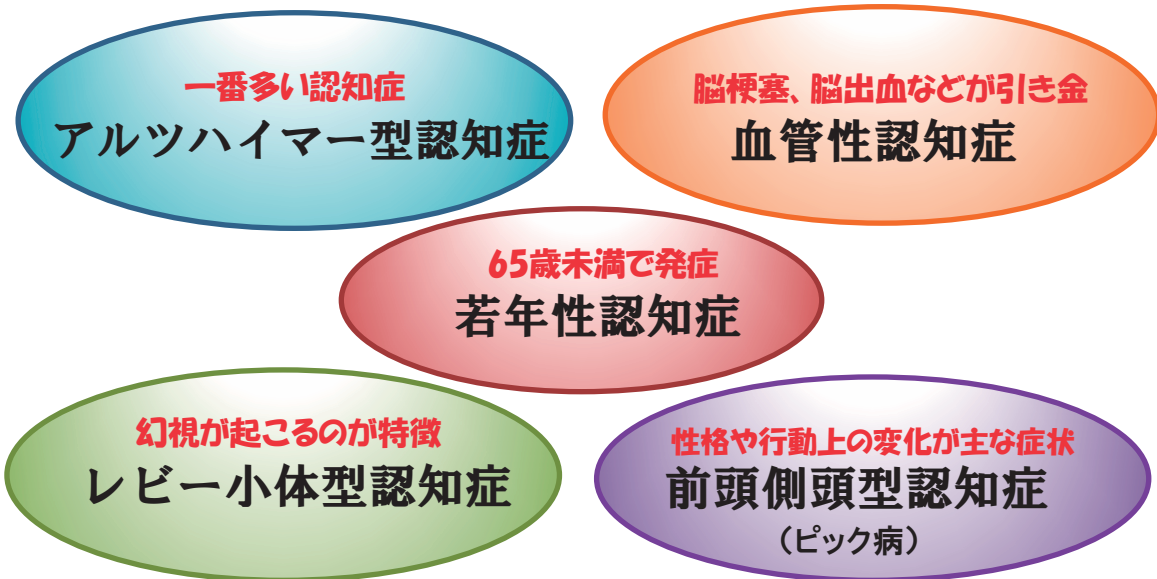 一番多い認知症
アルツハイマー型認知症
脳梗塞、脳出血などが引き金
血管性認知症
65歳未満で発症
若年性認知症
幻視が起こるのが特徴
レビー小体型認知症
性格や行動上の変化が主な症状
前頭側頭型認知症
（ピック病）